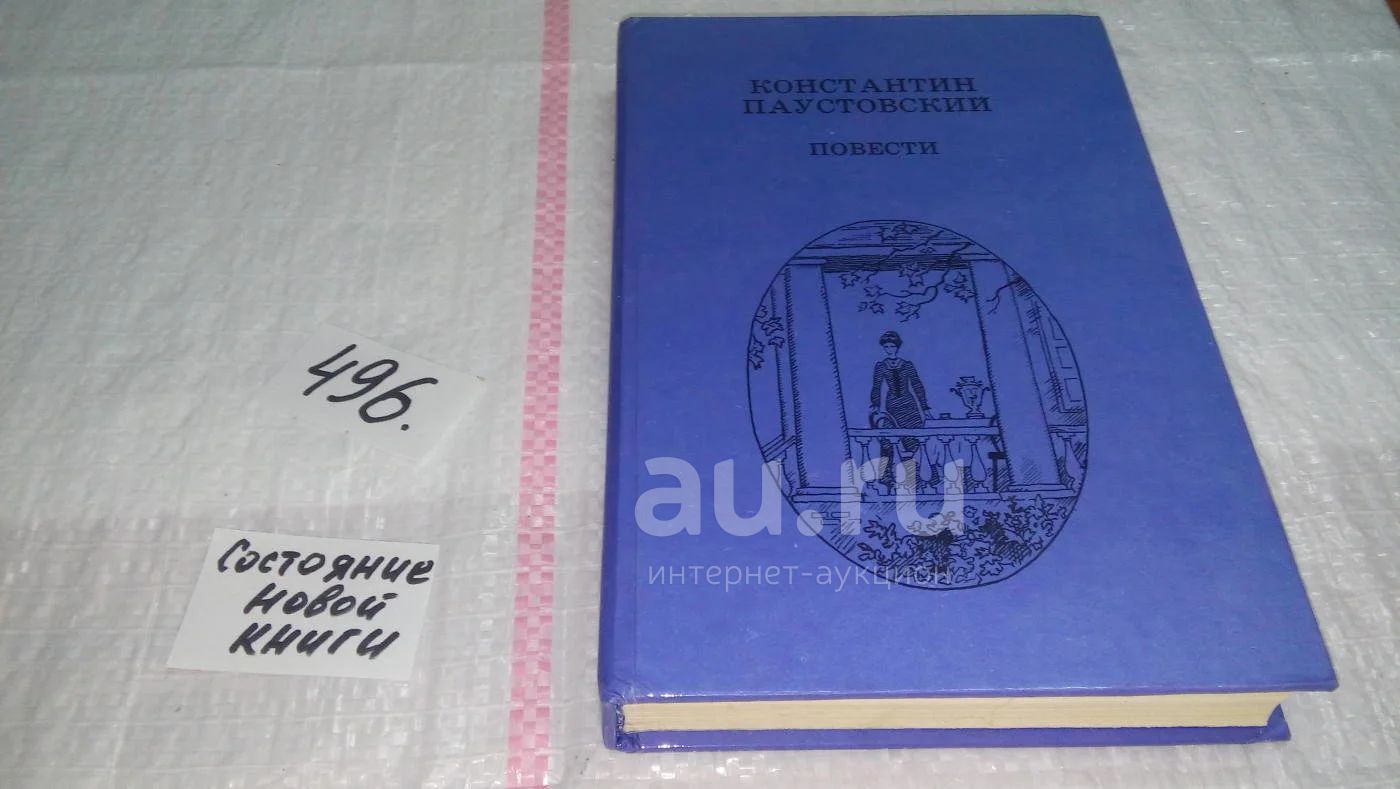 КОНСТАНТИН
ПАУСТОВСКИЙ
ПОВЕСТИ
496.
Состояние
новой
книги
au.ru
интернет-аукцион